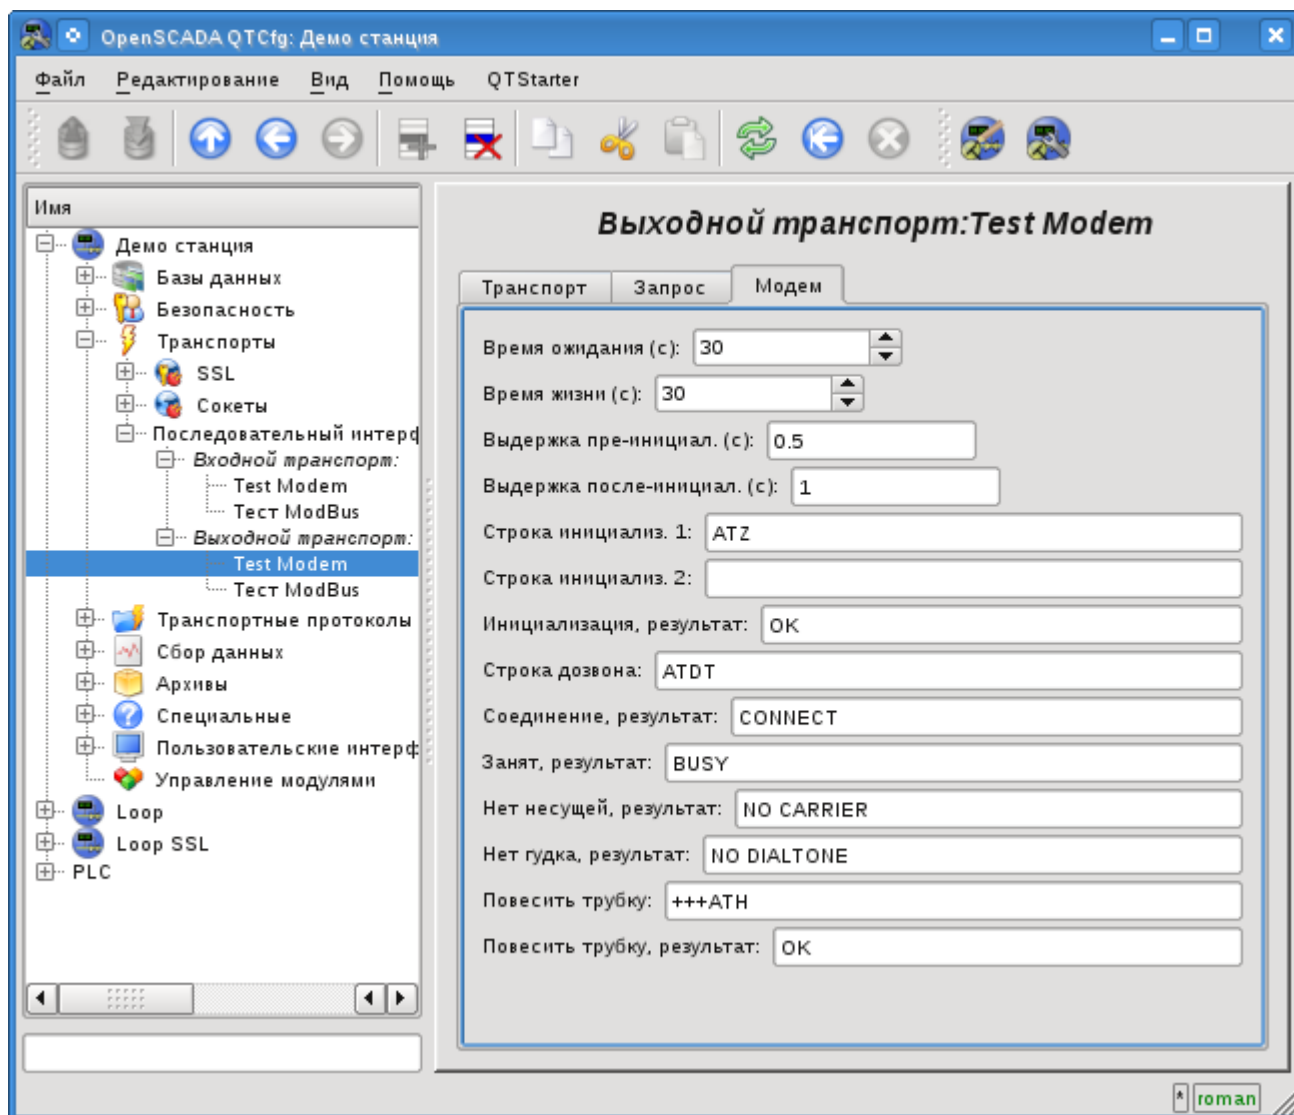 OpenSCADA QTCfg: Демо станция
Файл Редактирование Вид Помощь QTStarter
Имя
Демо станция
Базы данных
Безопасность
Транспорты
SSL
Сокеты
Последовательный интерф
Входной транспорт:
Test Modem
Тест ModBus
Выходной транспорт:
Test Modem
Тест ModBus
Транспортные протоколы
Сбор данных
Архивы
Специальные
Пользовательские интерф
Управление модулями
Loop
Loop SSL
PLC
Выходной транспорт:Test Modem
Транспорт Запрос Модем
Время ожидания (с): 30
Время жизни (с): 30
Выдержка пре-инициал. (с): 0.5
Выдержка после-инициал. (с): 1
Строка инициализ. 1: ATZ
Строка инициализ. 2:
Инициализация, результат: OK
Строка дозвона: ATDT
Соединение, результат: CONNECT
Занят, результат: BUSY
Нет несущей, результат: NO CARRIER
Нет гудка, результат: NO DIALTONE
Повесить трубку: +++ATH
Повесить трубку, результат: OK
* roman